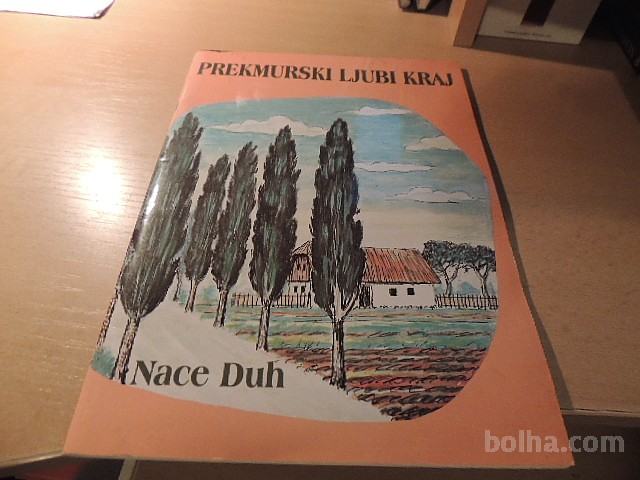 PREKMURSKI LJUBI KRAJ
Nace Duh
bolha.com